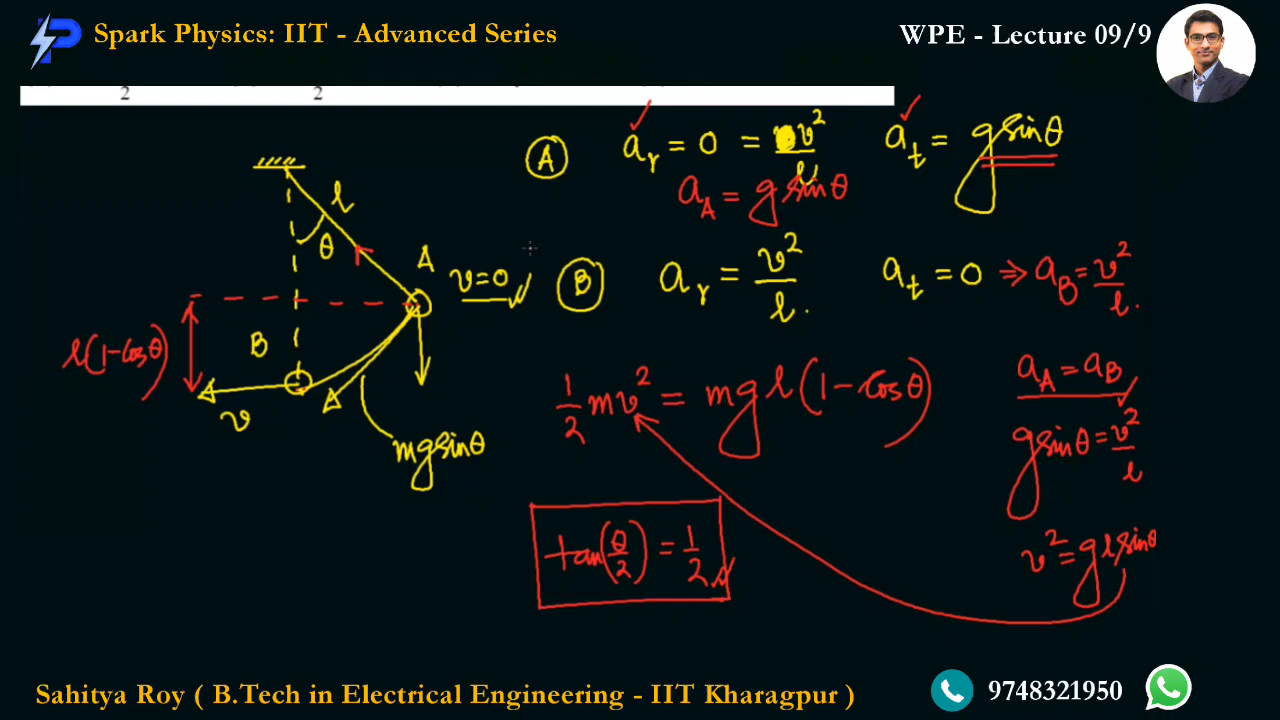 Spark Physics: IIT - Advanced Series
WPE - Lecture 09/9
2 2
A a_r = 0 = v²/l a_t = g sinθ
a_A = g sinθ
l
θ
A
v=0
B a_r = v²/l. a_t = 0 ⇒ a_B = v²/l.
l(1-cosθ)
B
v
mg sinθ
1/2 mv² = mgl(1-cosθ)
a_A = a_B
g sinθ = v²/l
tan(θ/2) = 1/2
v² = gl sinθ
Sahitya Roy ( B.Tech in Electrical Engineering - IIT Kharagpur )
9748321950